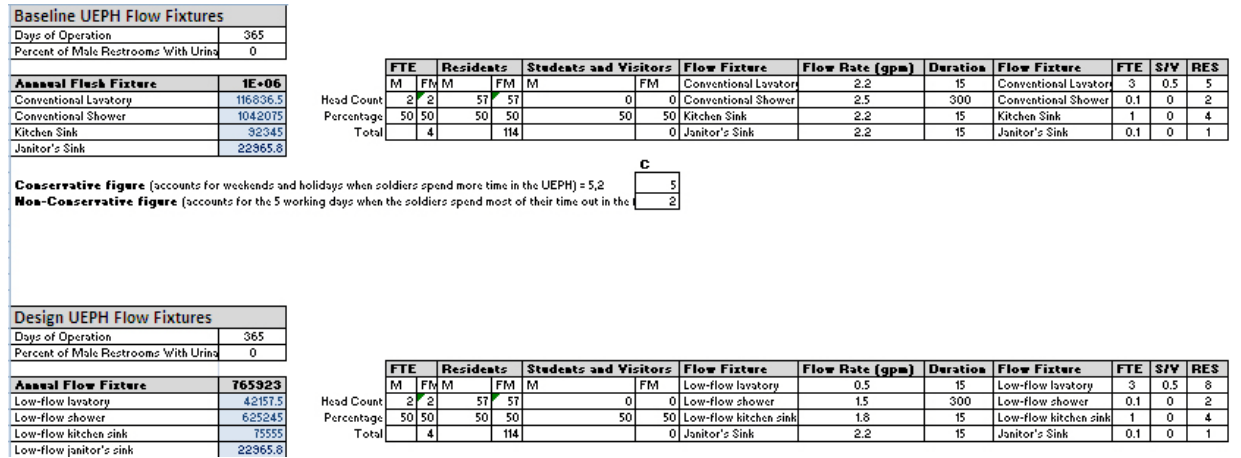 Baseline UEPH Flow Fixtures
Days of Operation 365
Percent of Male Restrooms With Urina 0
FTE Residents Students and Visitors Flow Fixture Flow Rate (gpm) Duration Flow Fixture FTE S/V RES
Annual Flush Fixture 1E+06 M FM M FM M FM Conventional Lavator 2.2 15 Conventional Lavator 3 0.5 5
Conventional Lavatory 116836.5 Head Count 2 2 57 57 0 0 Conventional Shower 2.5 300 Conventional Shower 0.1 0 2
Conventional Shower 1042075 Percentage 50 50 50 50 50 50 Kitchen Sink 2.2 15 Kitchen Sink 1 0 4
Kitchen Sink 92345 Total 4 114 0 Janitor's Sink 2.2 15 Janitor's Sink 0.1 0 1
Janitor's Sink 22965.8
C
Conservative figure (accounts for weekends and holidays when soldiers spend more time in the UEPH) = 5,2 5
Non-Conservative figure (accounts for the 5 working days when the soldiers spend most of their time out in the 2
Design UEPH Flow Fixtures
Days of Operation 365
Percent of Male Restrooms With Urina 0
FTE Residents Students and Visitors Flow Fixture Flow Rate (gpm) Duration Flow Fixture FTE S/V RES
Annual Flow Fixture 765923 M FM M FM M FM Low-flow lavatory 0.5 15 Low-flow lavatory 3 0.5 8
Low-flow lavatory 42157.5 Head Count 2 2 57 57 0 0 Low-flow shower 1.5 300 Low-flow shower 0.1 0 2
Low-flow shower 625245 Percentage 50 50 50 50 50 50 Low-flow kitchen sink 1.8 15 Low-flow kitchen sink 1 0 4
Low-flow kitchen sink 75555 Total 4 114 0 Janitor's Sink 2.2 15 Janitor's Sink 0.1 0 1
Low-flow janitor's sink 22965.8